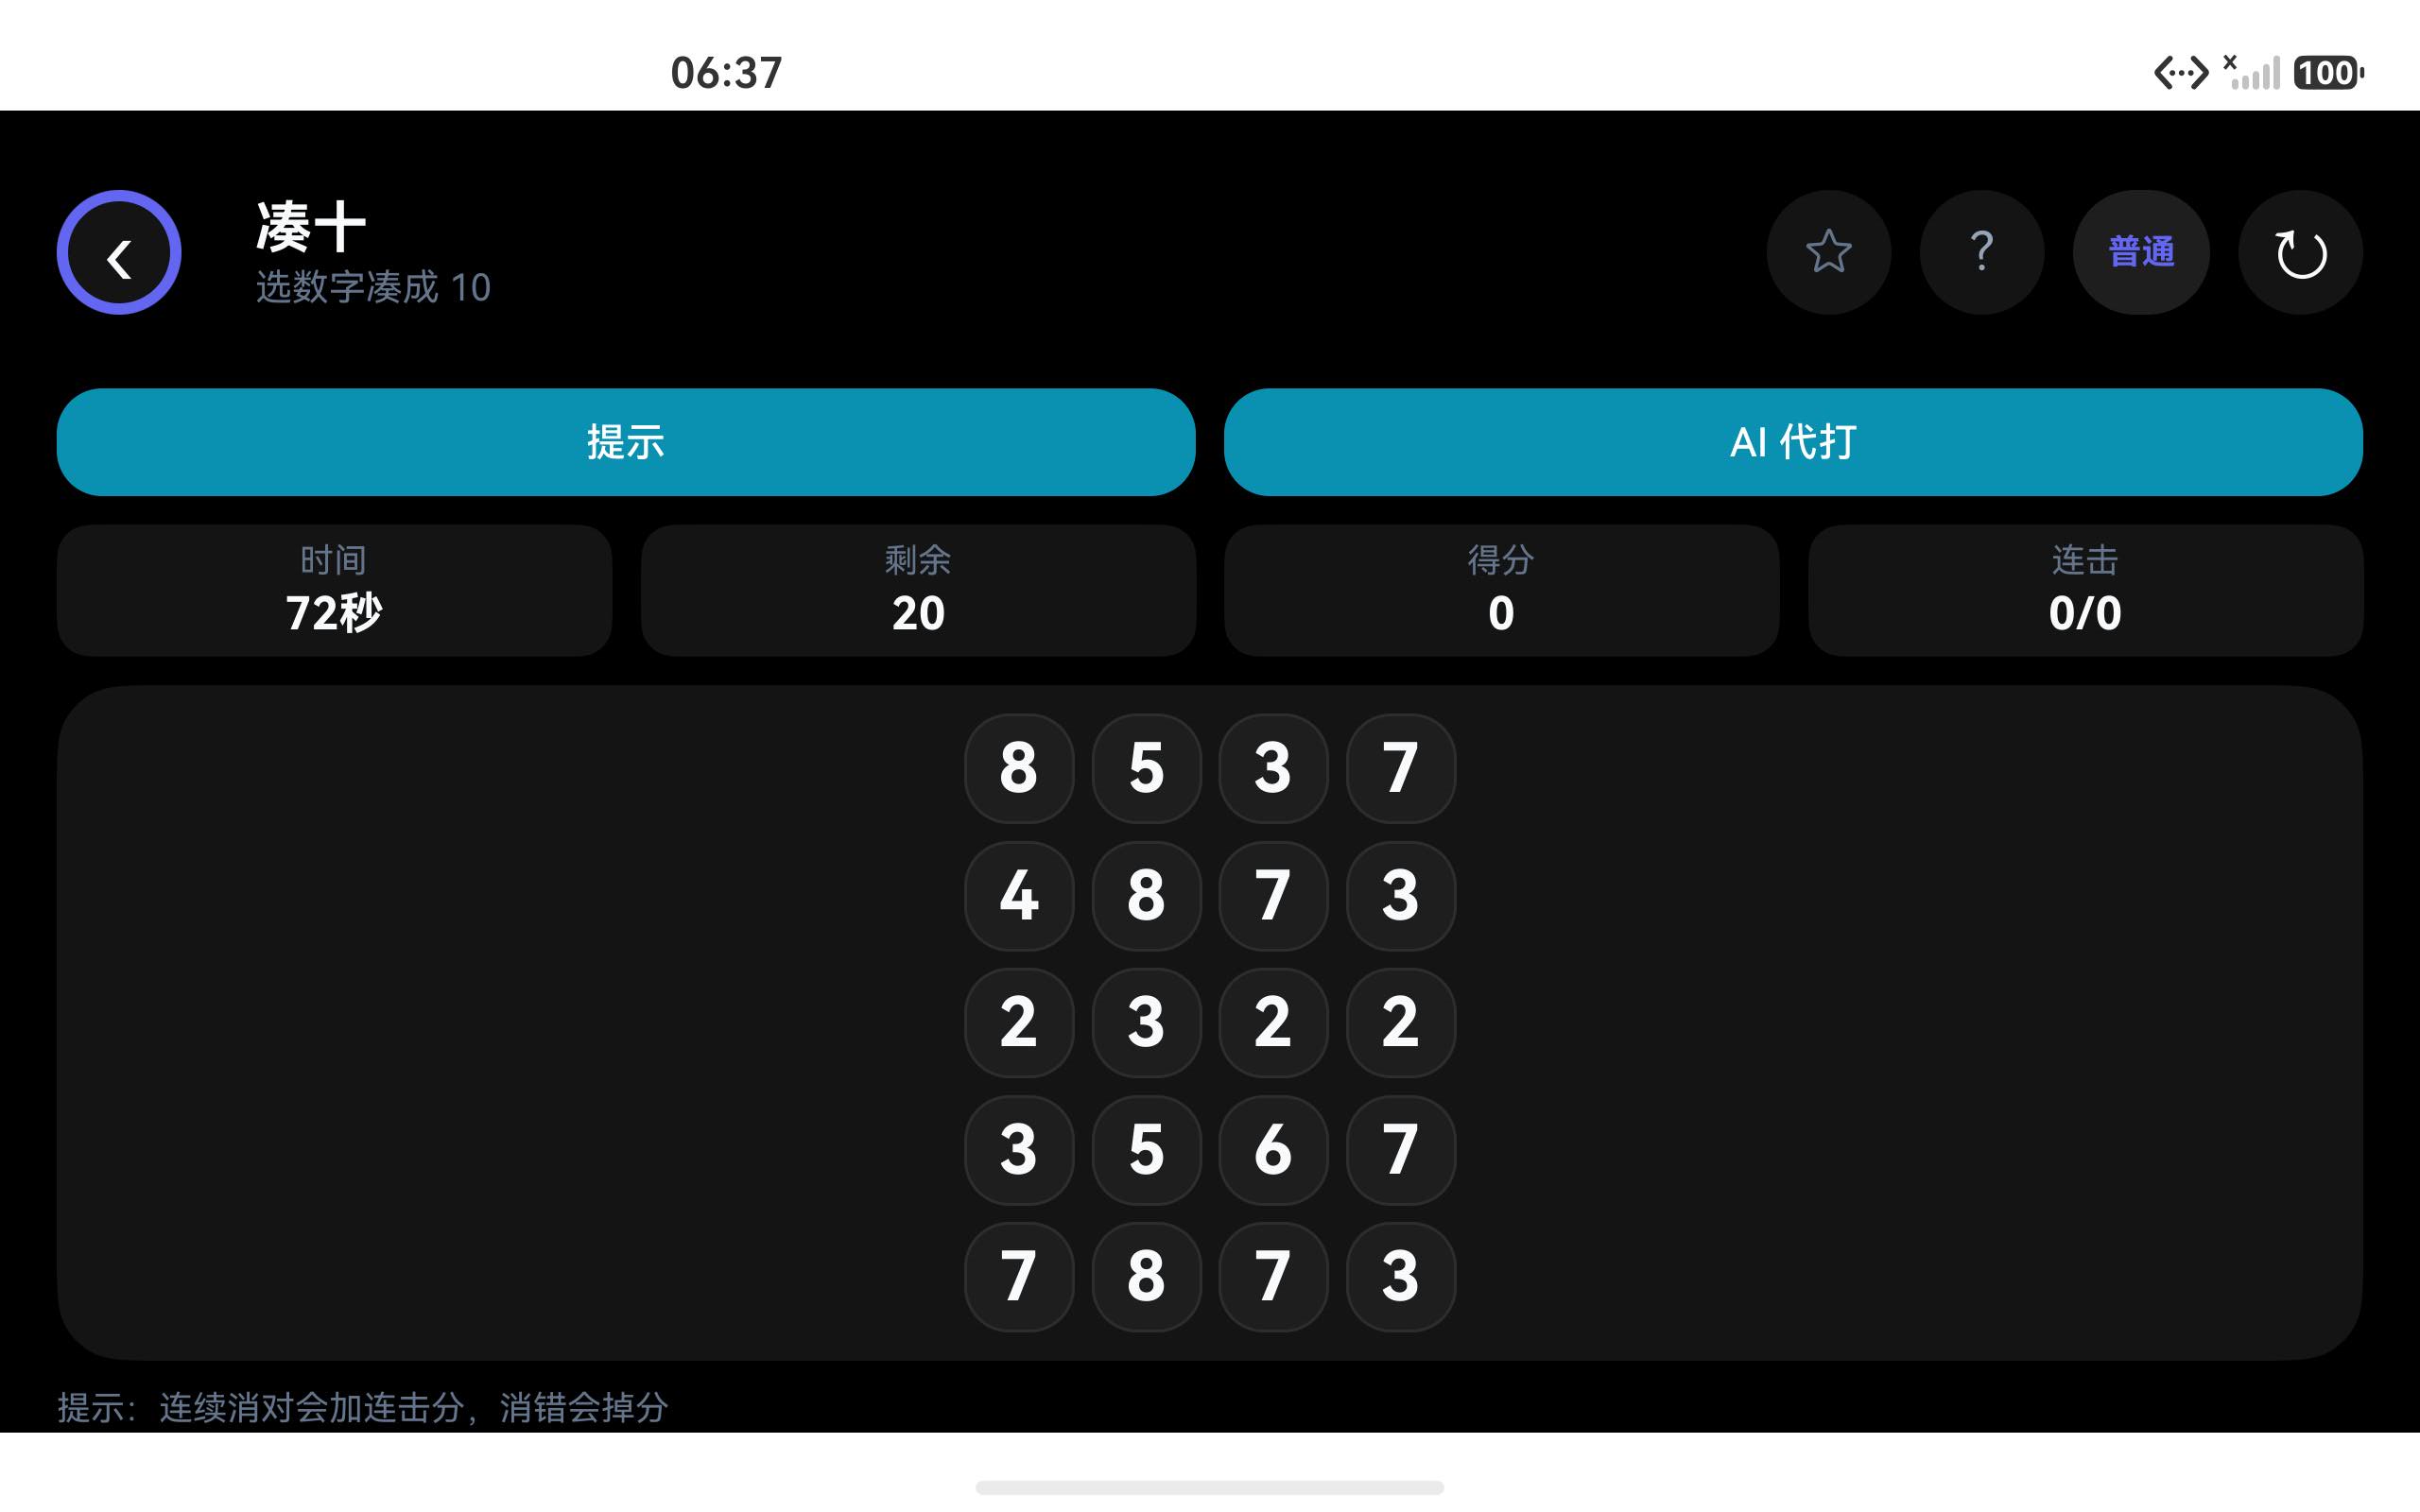 06:37
100
凑十
选数字凑成 10
?
普通
提示
AI 代打
时间
72秒
剩余
20
得分
0
连击
0/0
8 5 3 7
4 8 7 3
2 3 2 2
3 5 6 7
7 8 7 3
提示：连续消对会加连击分，消错会掉分